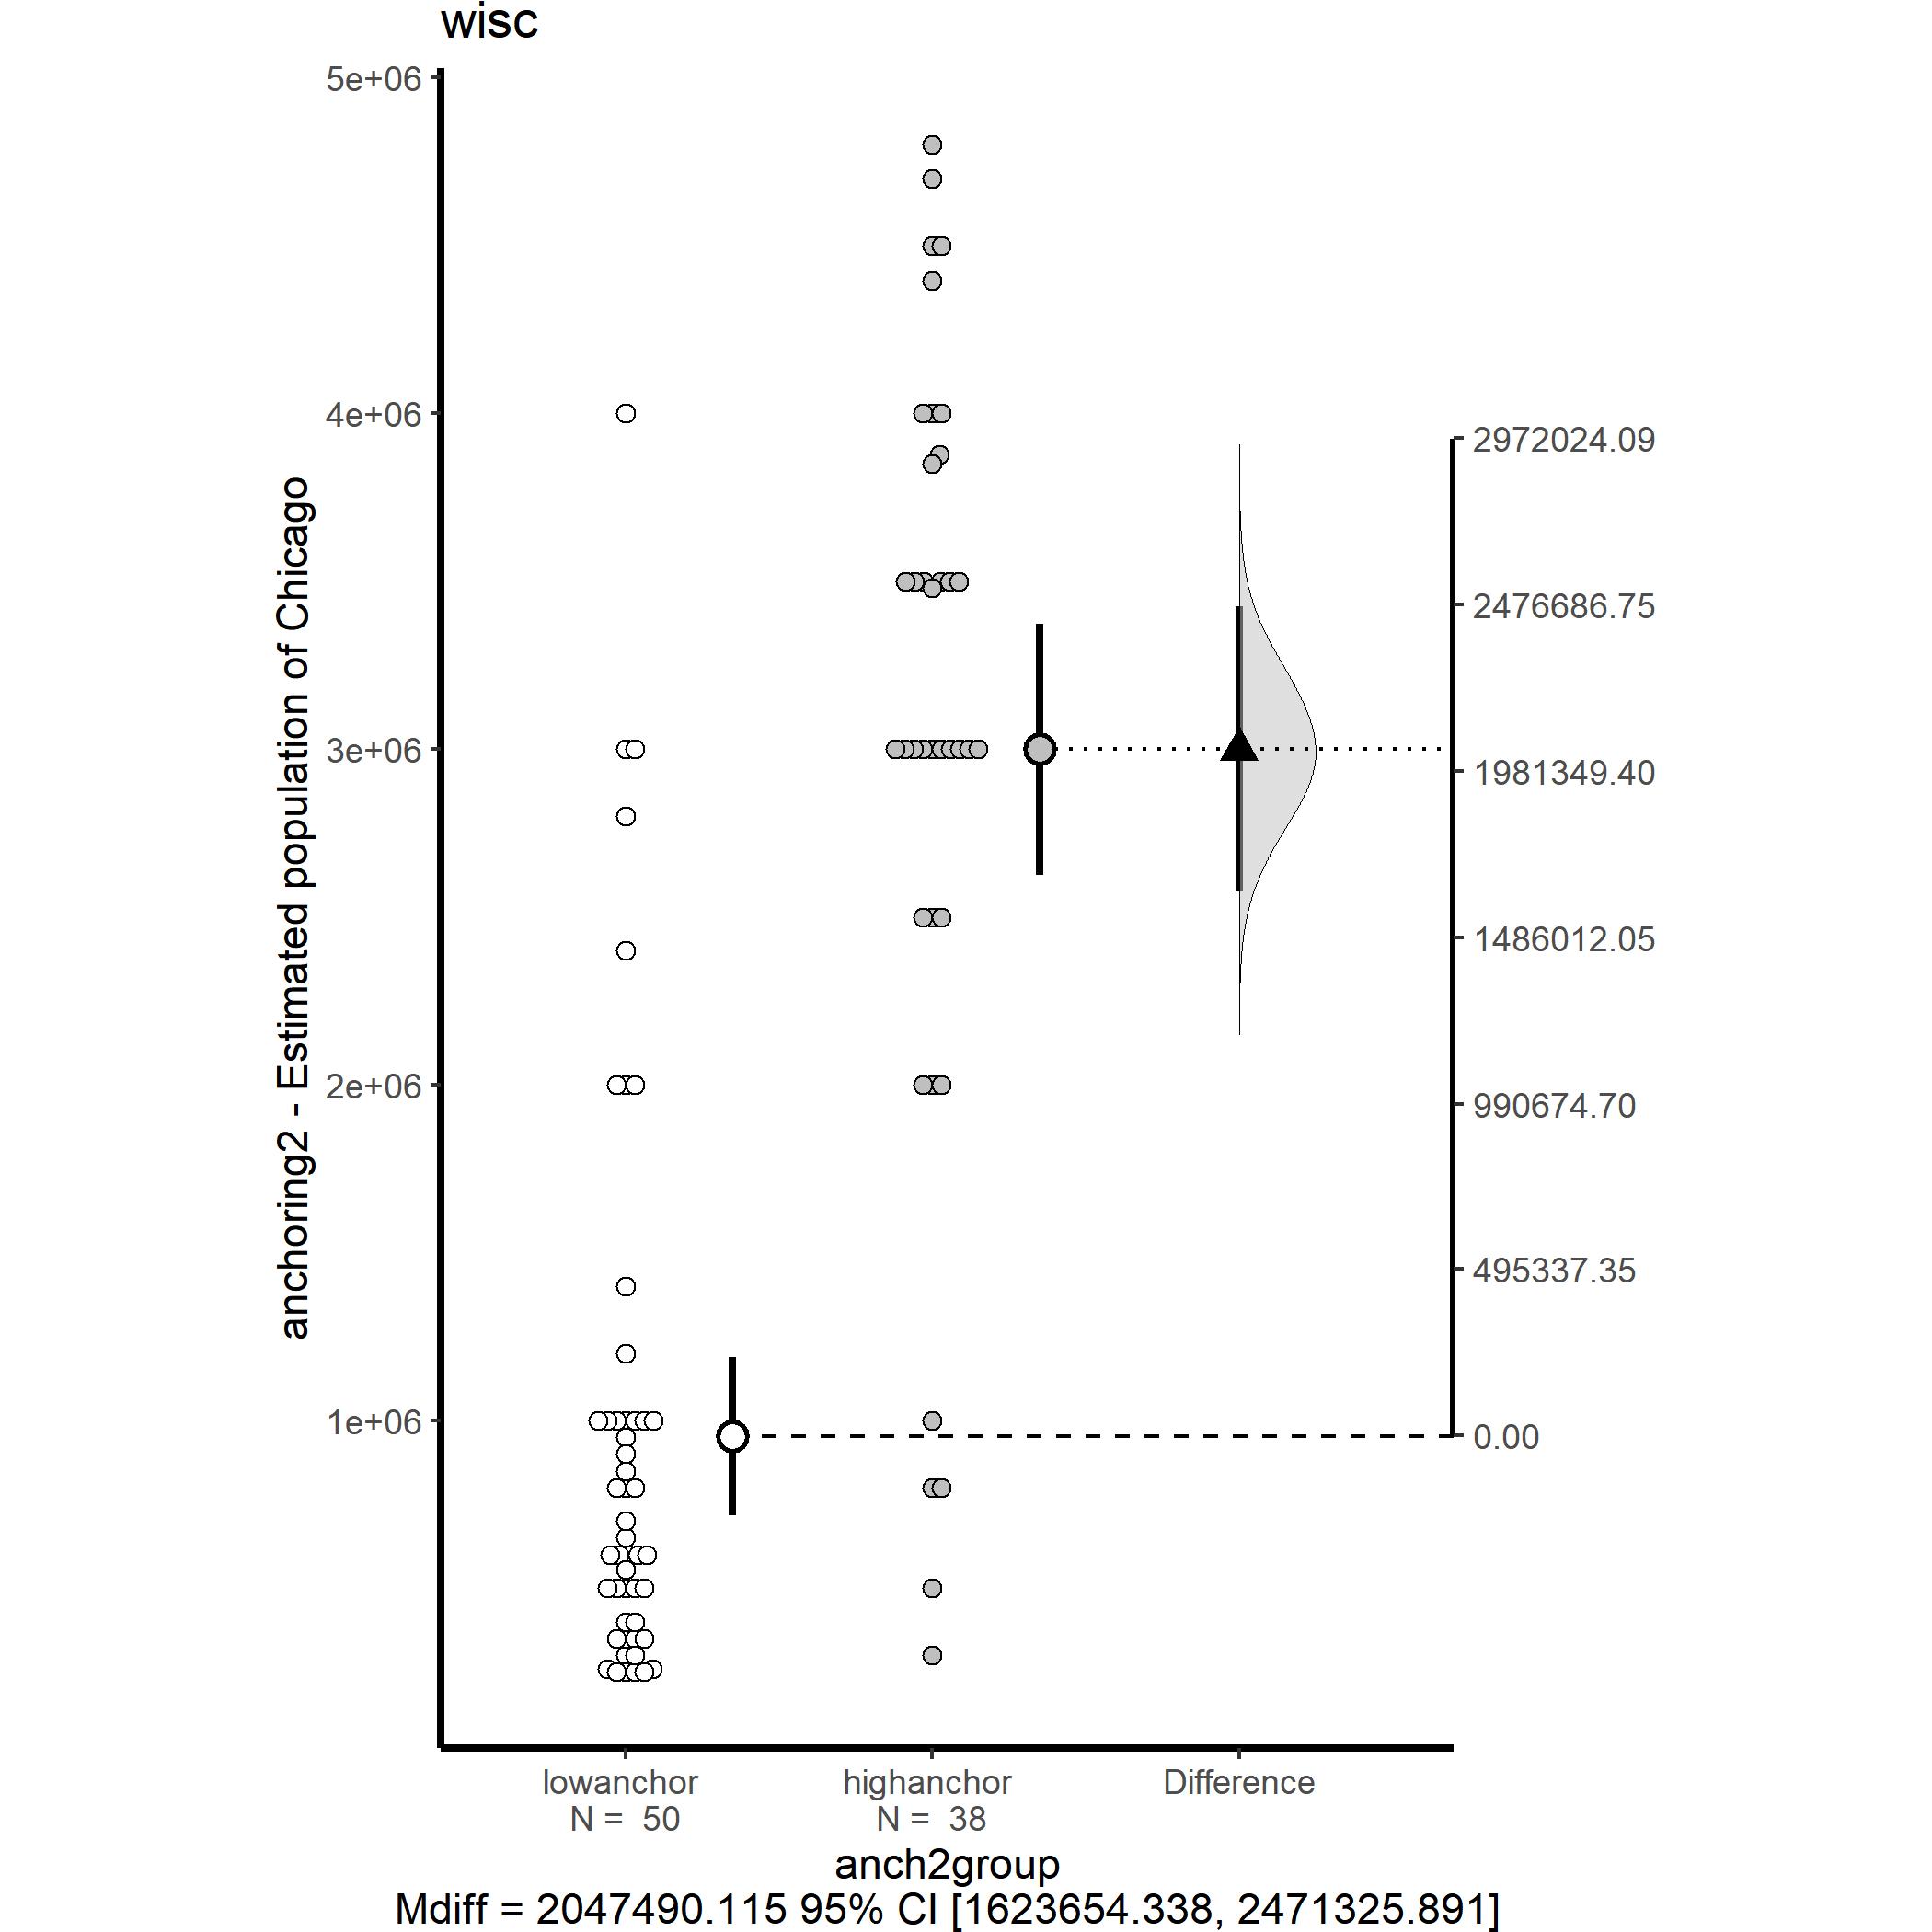 wisc
anchoring2 - Estimated population of Chicago
5e+06
4e+06
3e+06
2e+06
1e+06
2972024.09
2476686.75
1981349.40
1486012.05
990674.70
495337.35
0.00
lowanchor
N =  50
highanchor
N =  38
Difference
anch2group
Mdiff = 2047490.115 95% CI [1623654.338, 2471325.891]